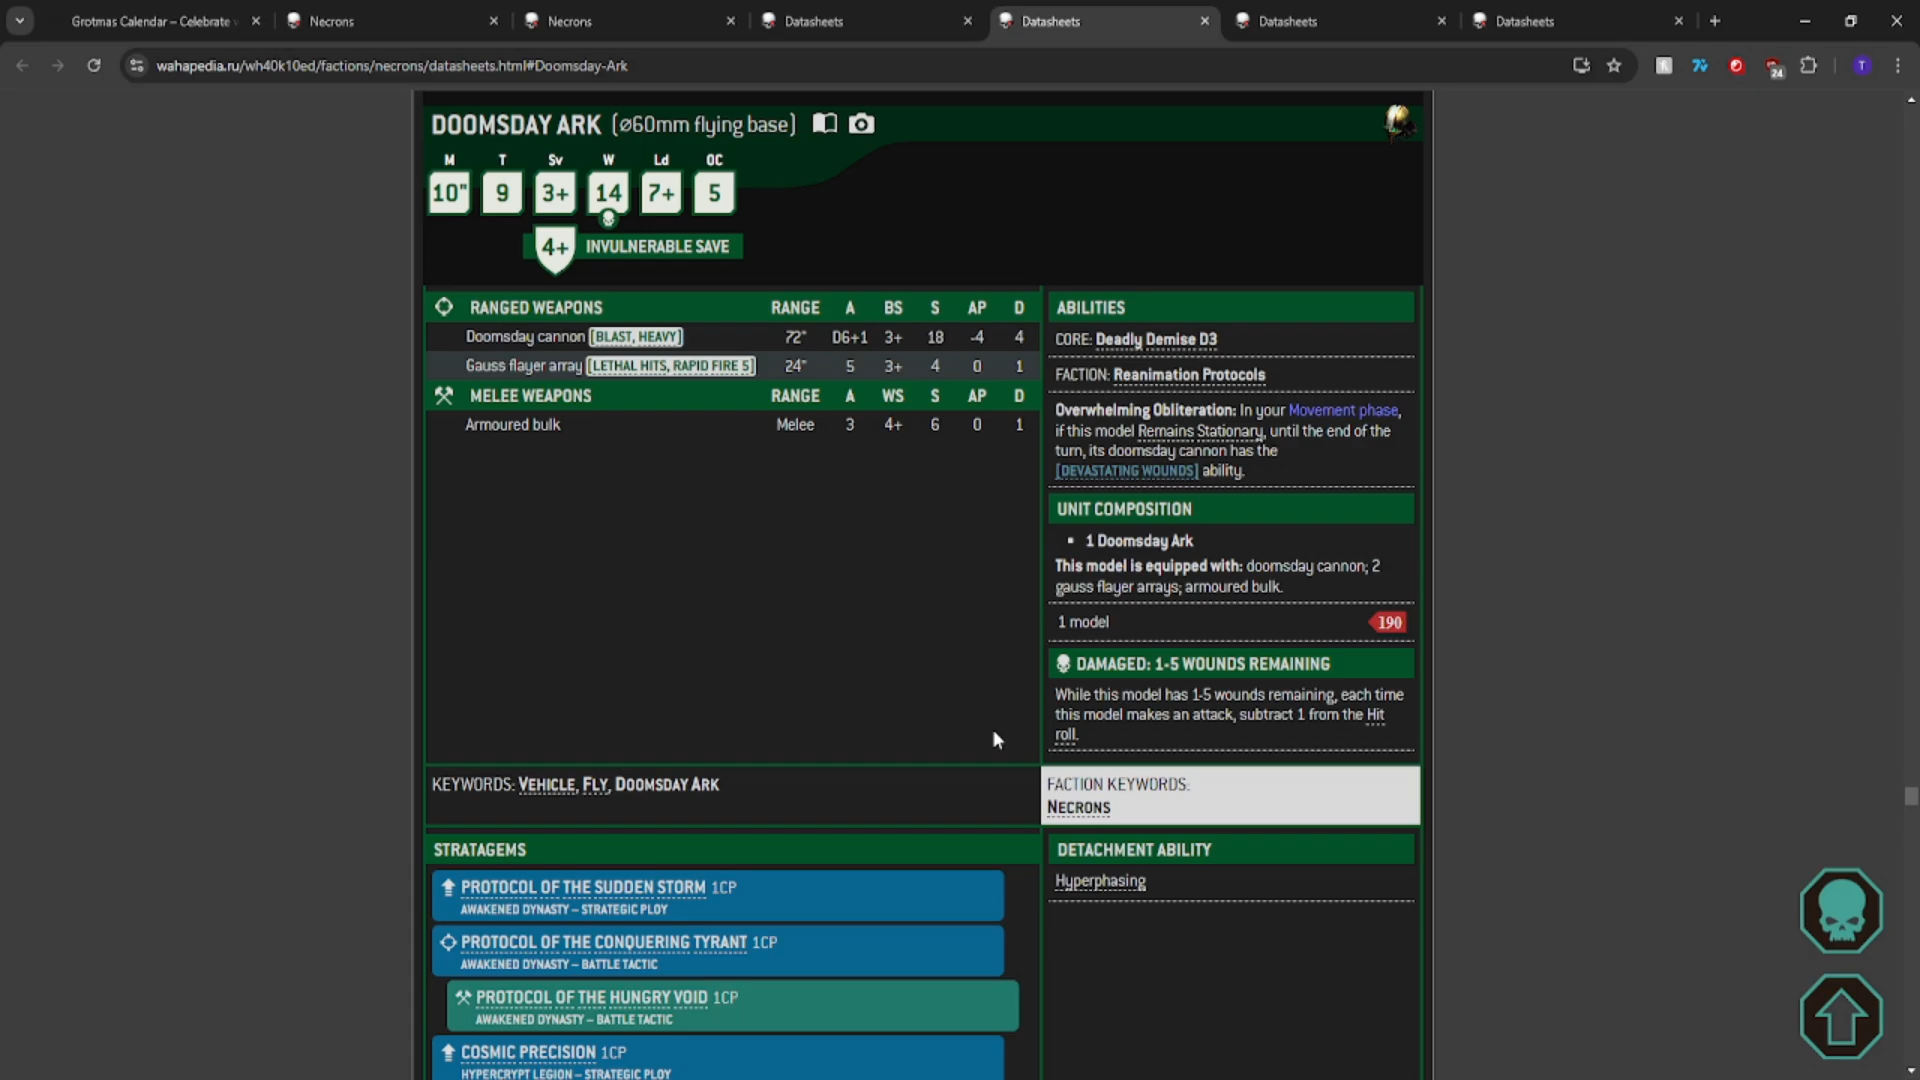 Grotmas Calendar – Celebrate
Necrons
Necrons
Datasheets
Datasheets
Datasheets
Datasheets
wahapedia.ru/wh40k10ed/factions/necrons/datasheets.html#Doomsday-Ark
24
T
DOOMSDAY ARK (⌀60mm flying base)
M T Sv W Ld OC
10" 9 3+ 14 7+ 5
4+ INVULNERABLE SAVE
RANGED WEAPONS RANGE A BS S AP D
Doomsday cannon [BLAST, HEAVY] 72" D6+1 3+ 18 -4 4
Gauss flayer array [LETHAL HITS, RAPID FIRE 5] 24" 5 3+ 4 0 1
MELEE WEAPONS RANGE A WS S AP D
Armoured bulk Melee 3 4+ 6 0 1
ABILITIES
CORE: Deadly Demise D3
FACTION: Reanimation Protocols
Overwhelming Obliteration: In your Movement phase,
if this model Remains Stationary, until the end of the
turn, its doomsday cannon has the
[DEVASTATING WOUNDS] ability.
UNIT COMPOSITION
▪ 1 Doomsday Ark
This model is equipped with: doomsday cannon; 2
gauss flayer arrays; armoured bulk.
1 model 190
DAMAGED: 1-5 WOUNDS REMAINING
While this model has 1-5 wounds remaining, each time
this model makes an attack, subtract 1 from the Hit
roll.
KEYWORDS: VEHICLE, FLY, DOOMSDAY ARK
FACTION KEYWORDS:
NECRONS
STRATAGEMS
PROTOCOL OF THE SUDDEN STORM 1CP
AWAKENED DYNASTY – STRATEGIC PLOY
PROTOCOL OF THE CONQUERING TYRANT 1CP
AWAKENED DYNASTY – BATTLE TACTIC
PROTOCOL OF THE HUNGRY VOID 1CP
AWAKENED DYNASTY – BATTLE TACTIC
COSMIC PRECISION 1CP
HYPERCRYPT LEGION – STRATEGIC PLOY
DETACHMENT ABILITY
Hyperphasing